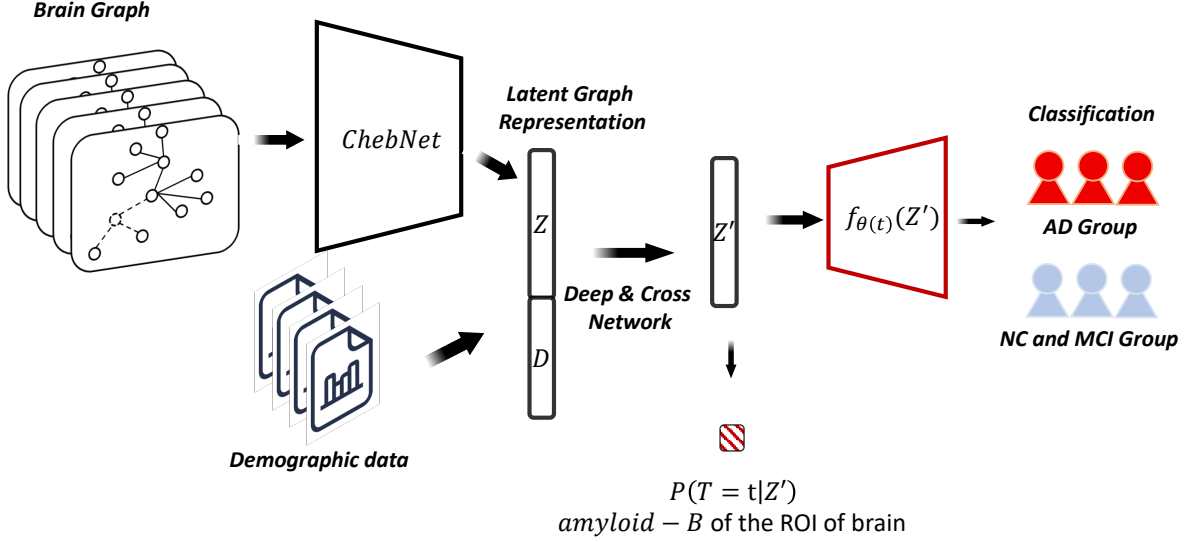 Brain Graph
ChebNet
Latent Graph
Representation
Z
D
Demographic data
Deep & Cross
Network
Z'
P(T = t|Z')
amyloid − B of the ROI of brain
f_{θ(t)}(Z')
Classification
AD Group
NC and MCI Group